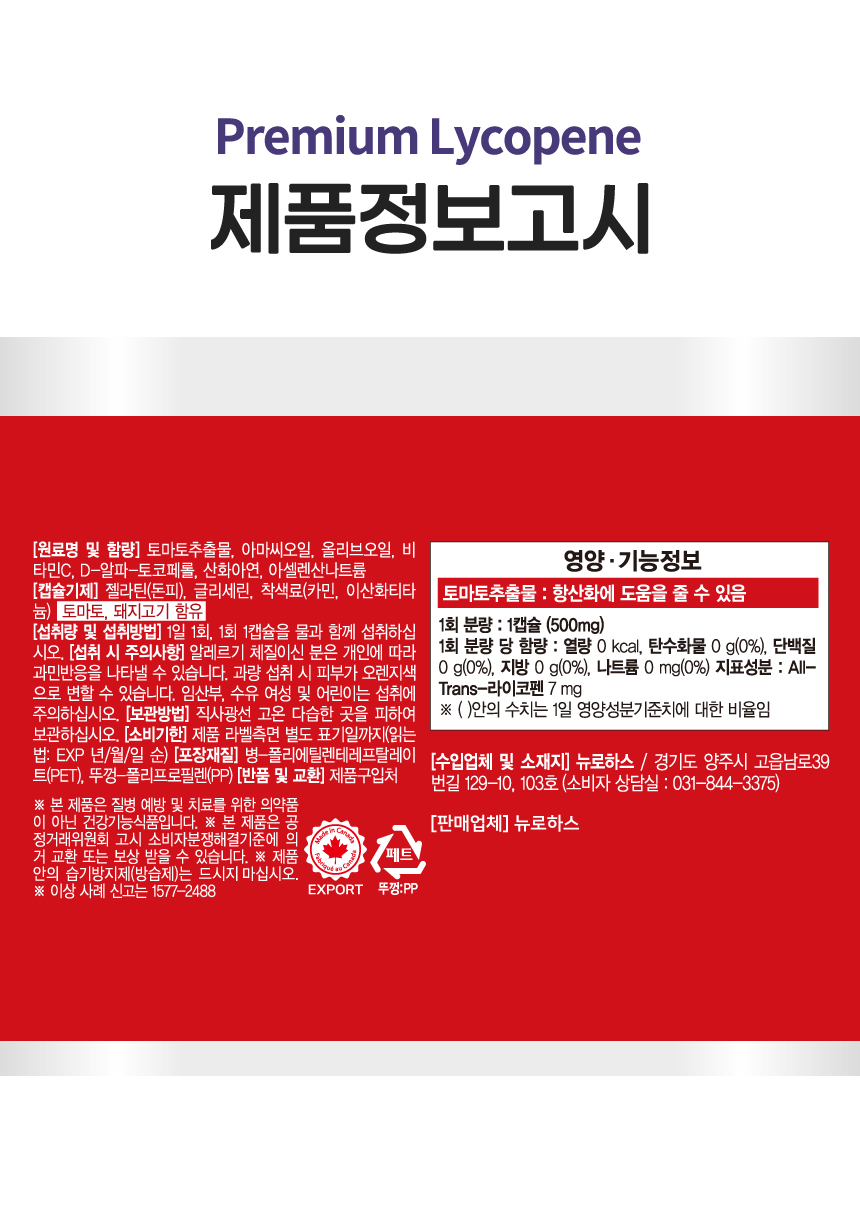 Premium Lycopene
제품정보고시
[원료명 및 함량] 토마토추출물, 아마씨오일, 올리브오일, 비
타민C, D-알파-토코페롤, 산화아연, 아셀렌산나트륨
[캡슐기제] 젤라틴(돈피), 글리세린, 착색료(카민, 이산화티타
늄) 토마토, 돼지고기 함유
[섭취량 및 섭취방법] 1일 1회, 1회 1캡슐을 물과 함께 섭취하십
시오. [섭취 시 주의사항] 알레르기 체질이신 분은 개인에 따라
과민반응을 나타낼 수 있습니다. 과량 섭취 시 피부가 오렌지색
으로 변할 수 있습니다. 임산부, 수유 여성 및 어린이는 섭취에
주의하십시오. [보관방법] 직사광선 고온 다습한 곳을 피하여
보관하십시오. [소비기한] 제품 라벨측면 별도 표기일까지(읽는
법: EXP 년/월/일 순) [포장재질] 병-폴리에틸렌테레프탈레이
트(PET), 뚜껑-폴리프로필렌(PP) [반품 및 교환] 제품구입처
※ 본 제품은 질병 예방 및 치료를 위한 의약품
이 아닌 건강기능식품입니다. ※ 본 제품은 공
정거래위원회 고시 소비자분쟁해결기준에 의
거 교환 또는 보상 받을 수 있습니다. ※ 제품
안의 습기방지제(방습제)는 드시지 마십시오.
※ 이상 사례 신고는 1577-2488
Made in Canada
Fabriqué au Canada
EXPORT
페트
뚜껑:PP
영양·기능정보
토마토추출물 : 항산화에 도움을 줄 수 있음
1회 분량 : 1캡슐 (500mg)
1회 분량 당 함량 : 열량 0 kcal, 탄수화물 0 g(0%), 단백질
0 g(0%), 지방 0 g(0%), 나트륨 0 mg(0%) 지표성분 : All-
Trans-라이코펜 7 mg
※ ( )안의 수치는 1일 영양성분기준치에 대한 비율임
[수입업체 및 소재지] 뉴로하스 / 경기도 양주시 고읍남로39
번길 129-10, 103호 (소비자 상담실 : 031-844-3375)
[판매업체] 뉴로하스